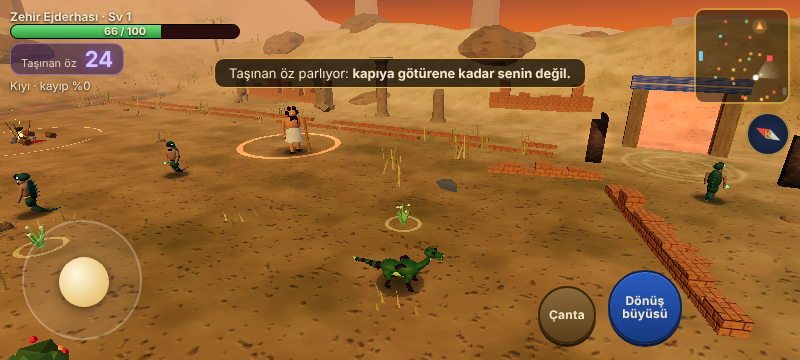 Zehir Ejderhası · Sv 1
66 / 100
Taşınan öz 24
Kıyı · kayıp %0
Taşınan öz parlıyor: kapıya götürene kadar senin değil.
Çanta
Dönüş
büyüsü